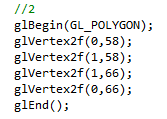 //2
glBegin(GL_POLYGON);
glVertex2f(0,58);
glVertex2f(1,58);
glVertex2f(1,66);
glVertex2f(0,66);
glEnd();